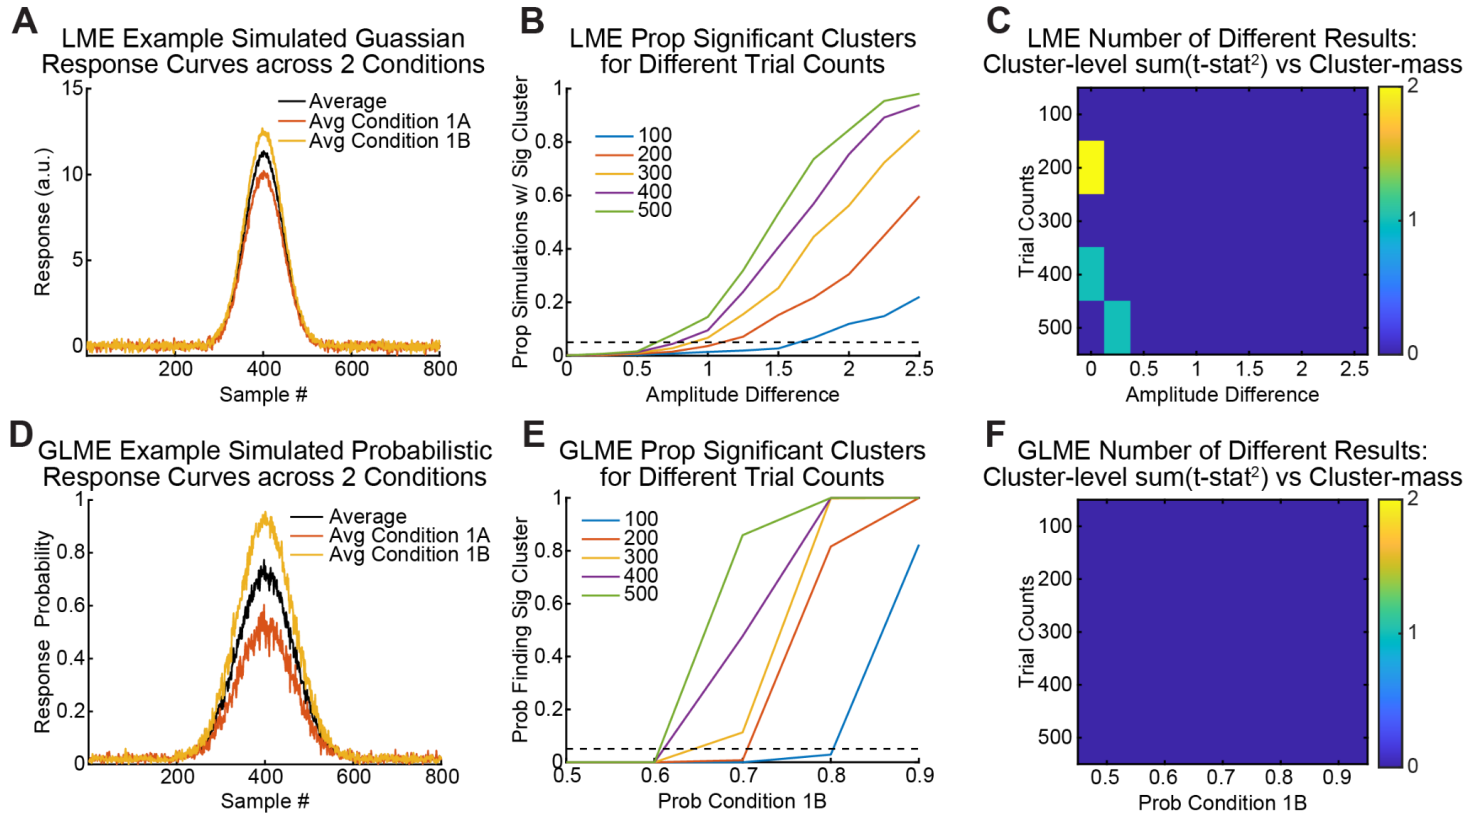 A
LME Example Simulated Guassian
Response Curves across 2 Conditions
15
10
5
0
Response (a.u.)
Average
Avg Condition 1A
Avg Condition 1B
200
400
600
800
Sample #
B
LME Prop Significant Clusters
for Different Trial Counts
1
0.8
0.6
0.4
0.2
0
Prop Simulations w/ Sig Cluster
100
200
300
400
500
0
0.5
1
1.5
2
2.5
Amplitude Difference
C
LME Number of Different Results:
Cluster-level sum(t-stat²) vs Cluster-mass
100
200
300
400
500
Trial Counts
0
0.5
1
1.5
2
2.5
Amplitude Difference
2
1
0
D
GLME Example Simulated Probabilistic
Response Curves across 2 Conditions
1
0.8
0.6
0.4
0.2
0
Response Probability
Average
Avg Condition 1A
Avg Condition 1B
200
400
600
800
Sample #
E
GLME Prop Significant Clusters
for Different Trial Counts
1
0.8
0.6
0.4
0.2
0
Prob Finding Sig Cluster
100
200
300
400
500
0.5
0.6
0.7
0.8
0.9
Prob Condition 1B
F
GLME Number of Different Results:
Cluster-level sum(t-stat²) vs Cluster-mass
100
200
300
400
500
Trial Counts
0.5
0.6
0.7
0.8
0.9
Prob Condition 1B
2
1
0